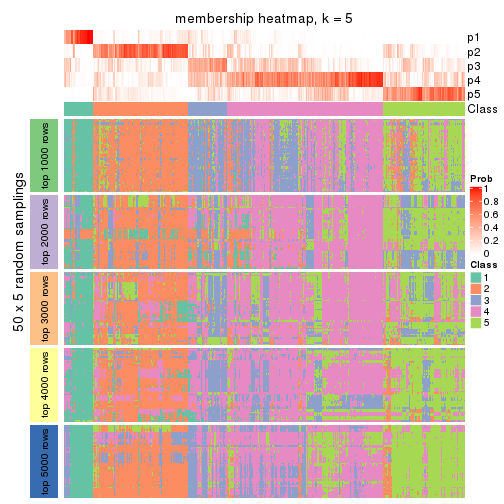 membership heatmap, k = 5
p1
p2
p3
p4
p5
Class
50 x 5 random samplings
top 1000 rows
top 2000 rows
top 3000 rows
top 4000 rows
top 5000 rows
Prob
1
0.8
0.6
0.4
0.2
0
Class
1
2
3
4
5